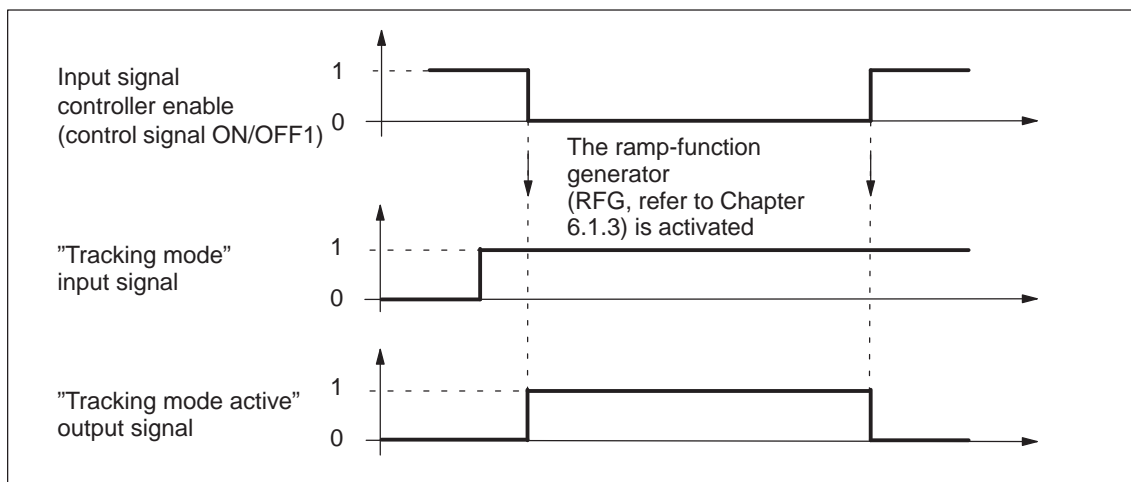 Input signal
controller enable
(control signal ON/OFF1)
1
0
The ramp-function
generator
(RFG, refer to Chapter
6.1.3) is activated
”Tracking mode”
input signal
1
0
”Tracking mode active”
output signal
1
0